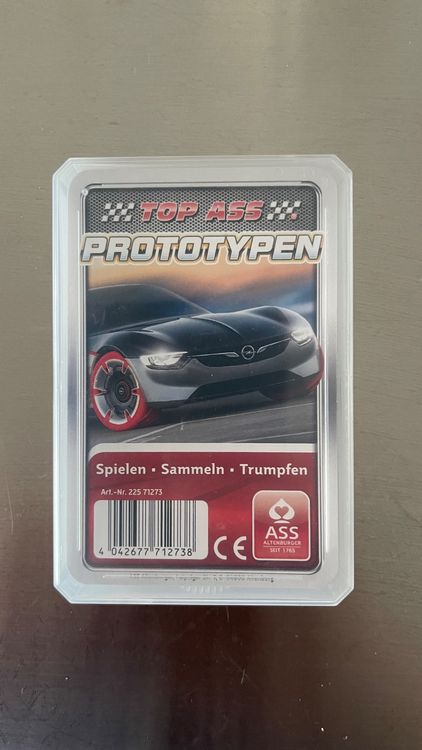 TOP ASS
PROTOTYPEN
Spielen · Sammeln · Trumpfen
Art.-Nr. 225 71273
4 042677 712738
CE
ASS
ALTENBURGER
SEIT 1765